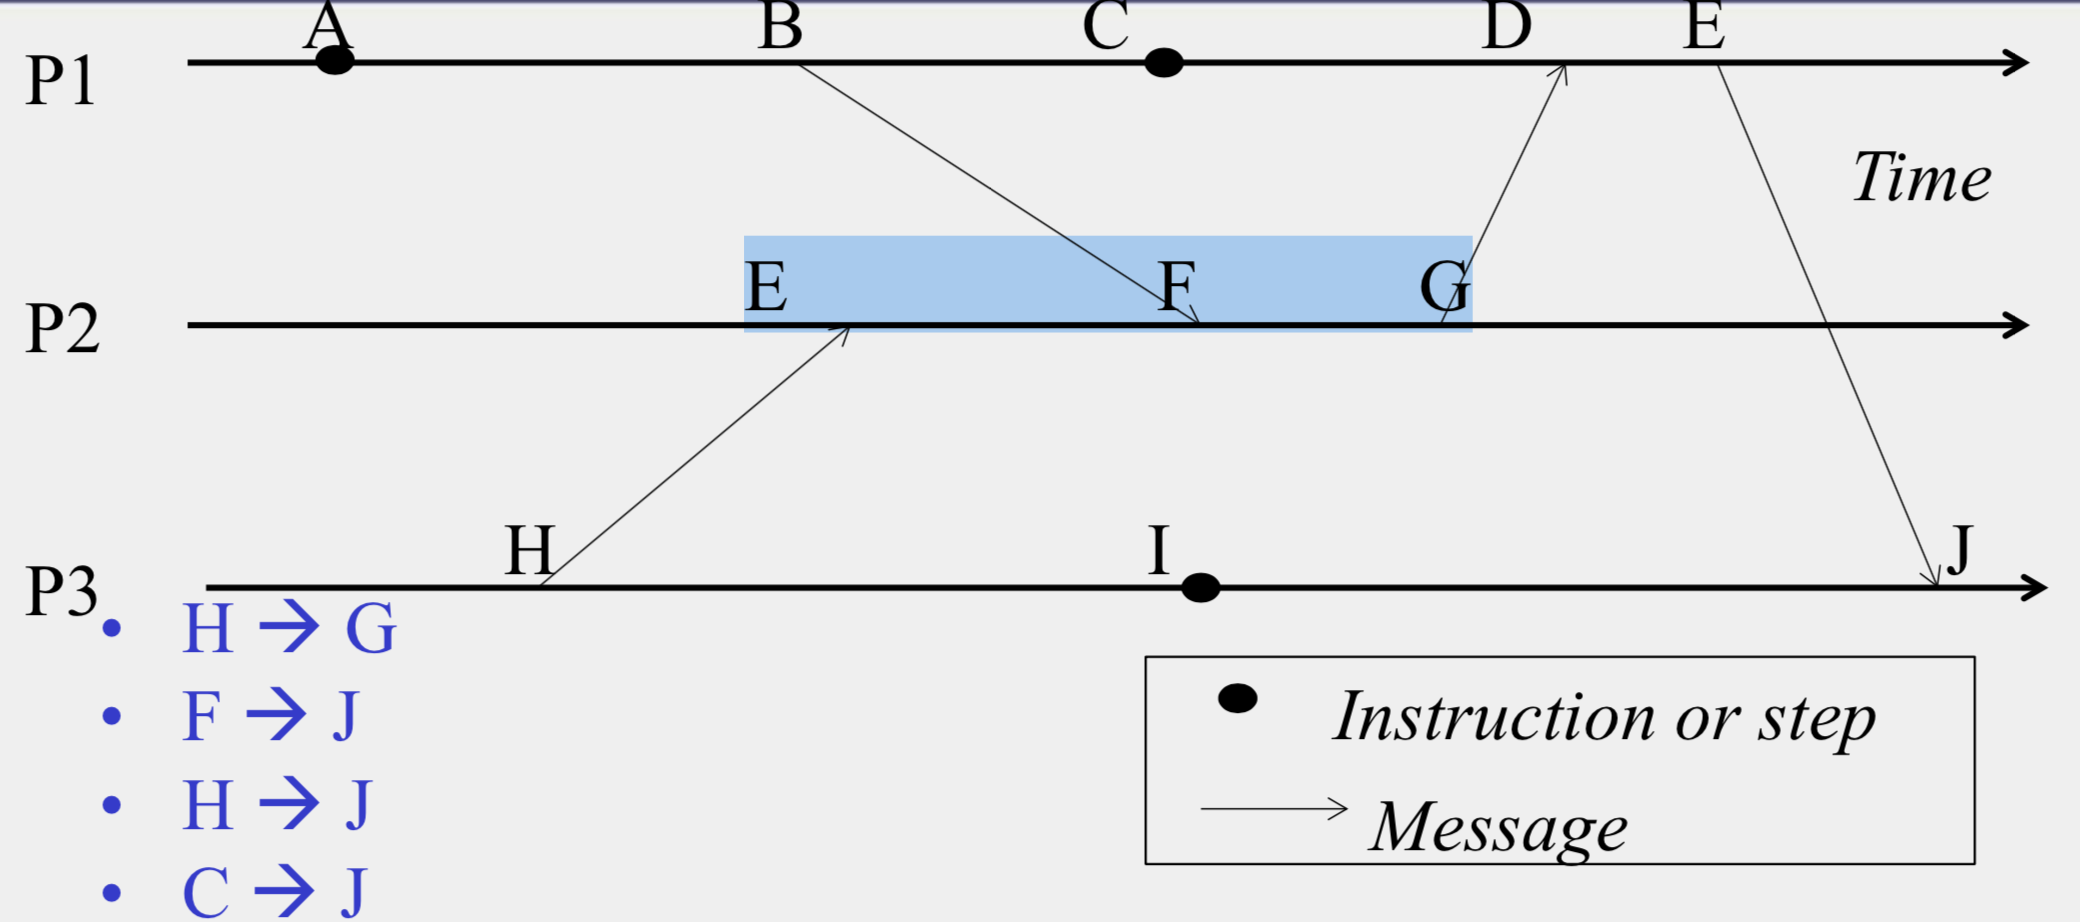 A B C D E
P1
Time
E F G
P2
H I J
P3
• H → G
• F → J
• H → J
• C → J
Instruction or step
Message